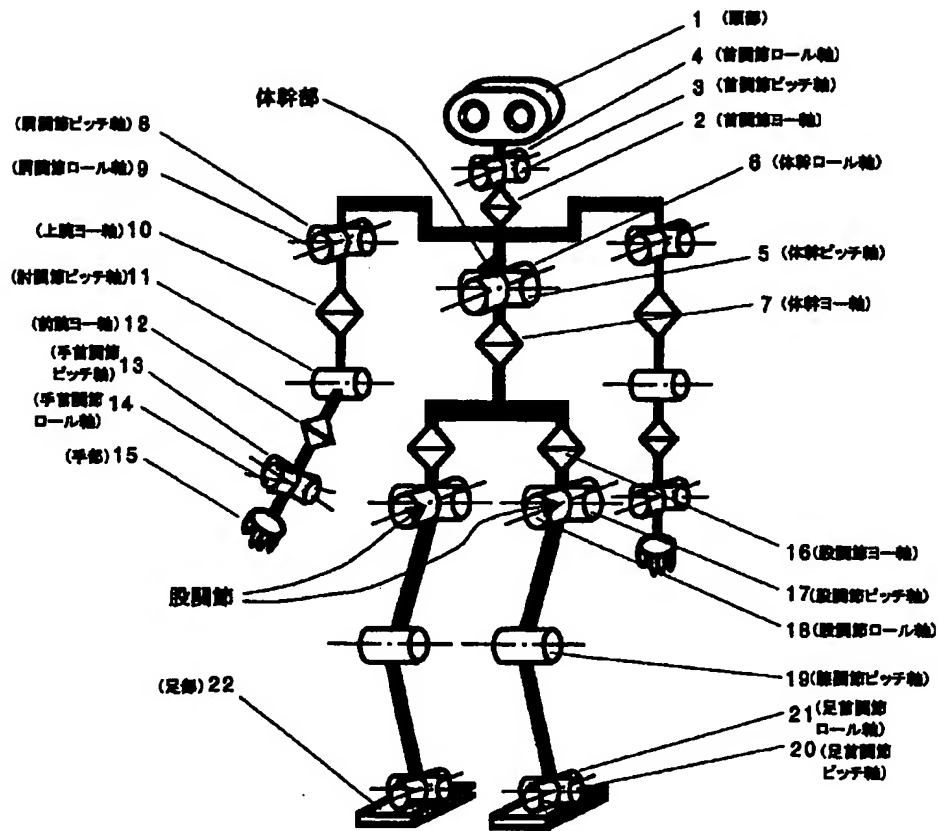 1 (頭部)
4 (首関節ロール軸)
3 (首関節ピッチ軸)
2 (首関節ヨー軸)
体幹部
6 (体幹ロール軸)
5 (体幹ピッチ軸)
7 (体幹ヨー軸)
(肩関節ピッチ軸) 8
(肩関節ロール軸) 9
(上腕ヨー軸) 10
(肘関節ピッチ軸) 11
(前腕ヨー軸) 12
(手首関節
ピッチ軸) 13
(手首関節
ロール軸) 14
(手部) 15
16 (股関節ヨー軸)
17 (股関節ピッチ軸)
18 (股関節ロール軸)
股関節
19 (膝関節ピッチ軸)
(足部) 22
21 (足首関節
ロール軸)
20 (足首関節
ピッチ軸)